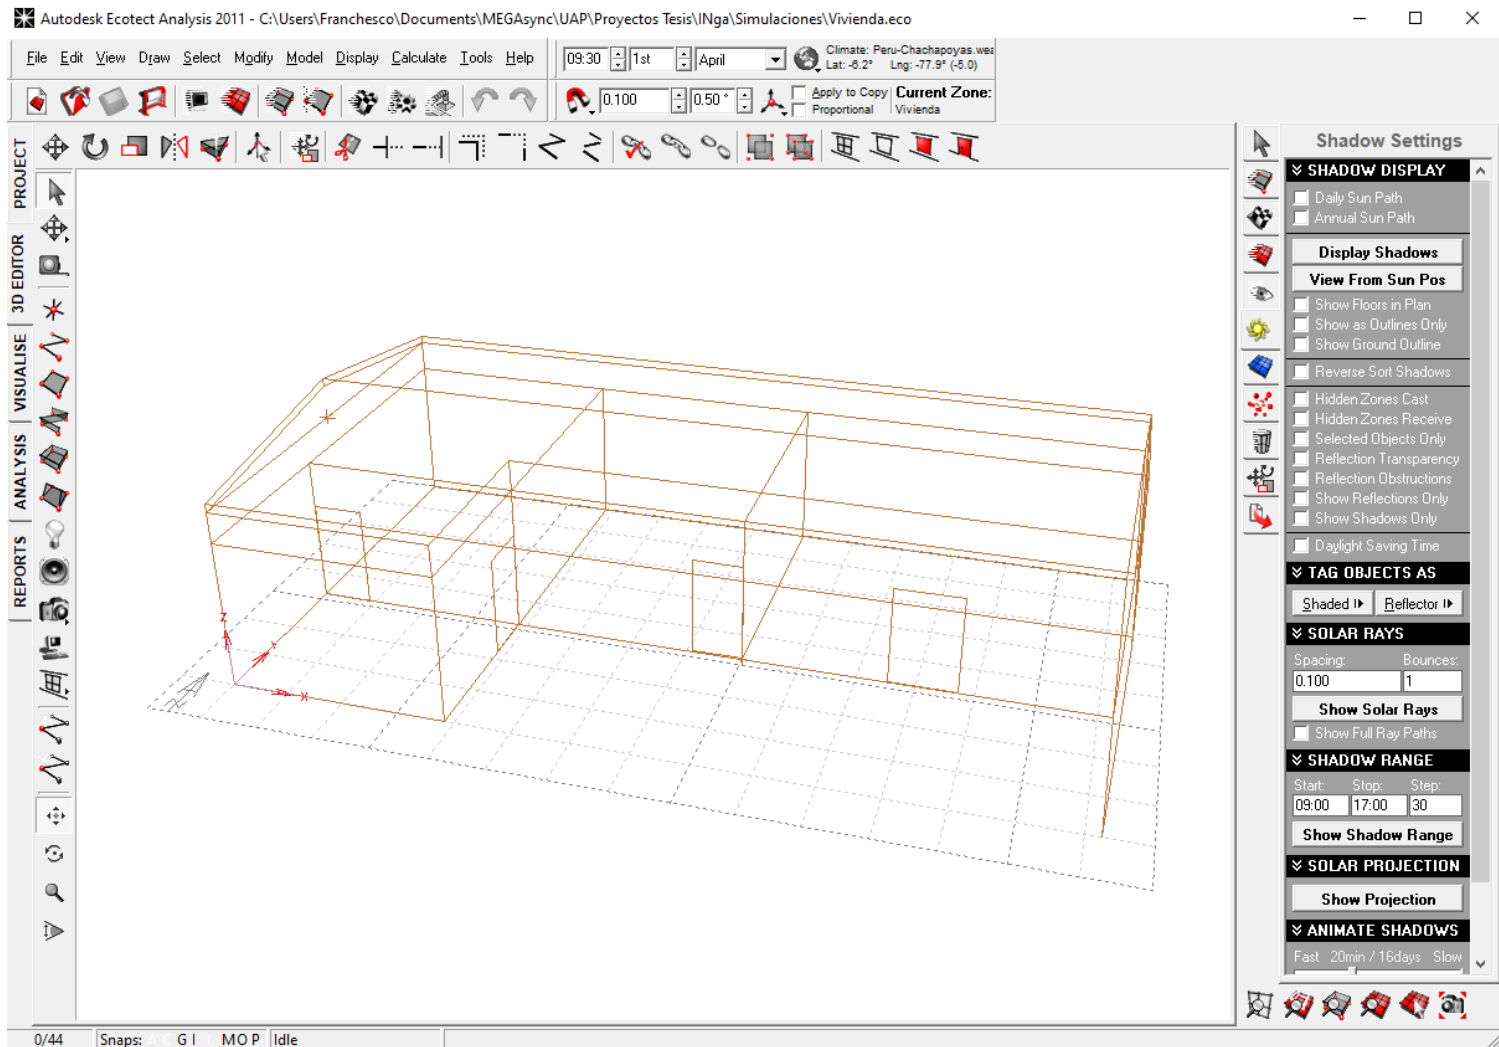 Autodesk Ecotect Analysis 2011 - C:\Users\Franchesco\Documents\MEGAsync\UAP\Proyectos Tesis\INga\Simulaciones\Vivienda.eco
File Edit View Draw Select Modify Model Display Calculate Tools Help
09:30 1st April
Climate: Peru-Chachapoyas.wea
Lat: -6.2° Lng: -77.9° (-5.0)
0.100 0.50 °
Apply to Copy
Proportional
Current Zone:
Vivienda
PROJECT
3D EDITOR
VISUALISE
ANALYSIS
REPORTS
Z
Y
X
Shadow Settings
SHADOW DISPLAY
Daily Sun Path
Annual Sun Path
Display Shadows
View From Sun Pos
Show Floors in Plan
Show as Outlines Only
Show Ground Outline
Reverse Sort Shadows
Hidden Zones Cast
Hidden Zones Receive
Selected Objects Only
Reflection Transparency
Reflection Obstructions
Show Reflections Only
Show Shadows Only
Daylight Saving Time
TAG OBJECTS AS
Shaded Reflector
SOLAR RAYS
Spacing: Bounces:
0.100 1
Show Solar Rays
Show Full Ray Paths
SHADOW RANGE
Start: Stop: Step:
09:00 17:00 30
Show Shadow Range
SOLAR PROJECTION
Show Projection
ANIMATE SHADOWS
Fast 20min / 16days Slow
0/44 Snaps: A C G I L M O P Idle